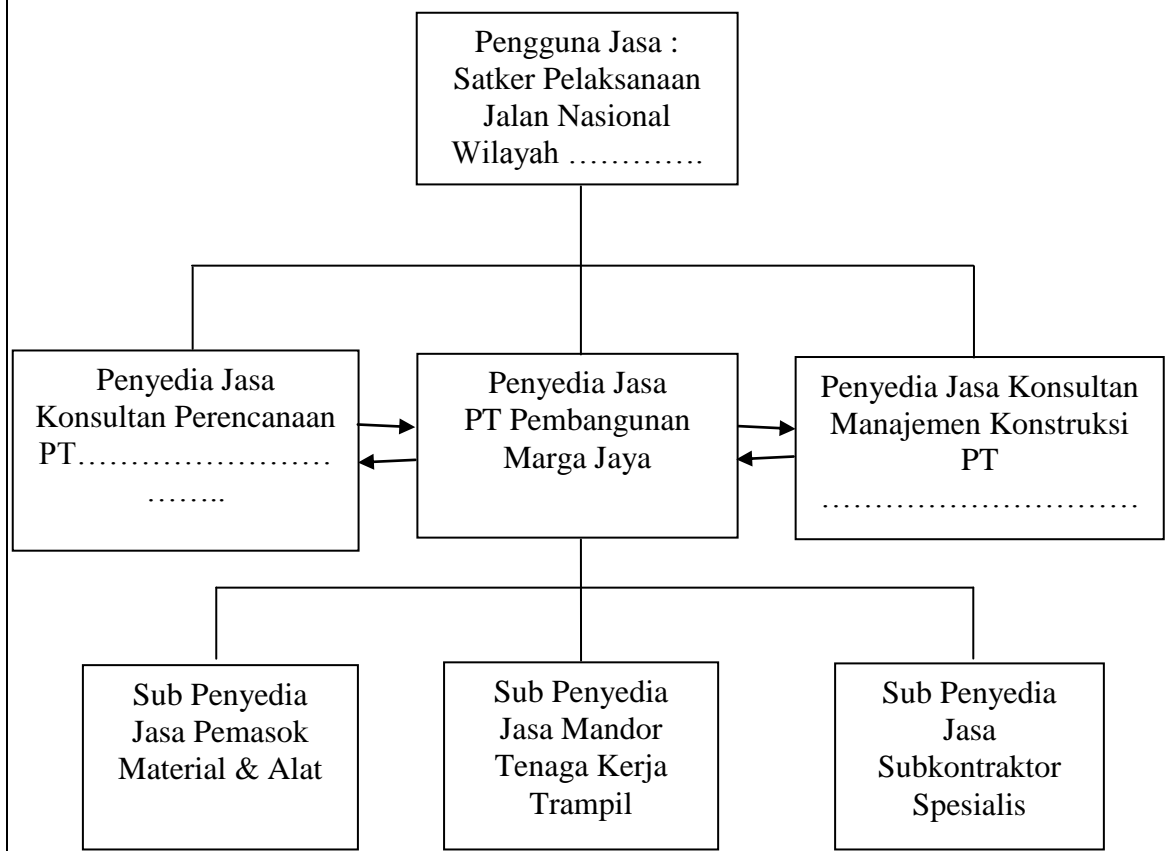 Pengguna Jasa :
Satker Pelaksanaan
Jalan Nasional
Wilayah ………….
Penyedia Jasa
Konsultan Perencanaan
PT……………………
……..
Penyedia Jasa
PT Pembangunan
Marga Jaya
Penyedia Jasa Konsultan
Manajemen Konstruksi
PT
…………………………
Sub Penyedia
Jasa Pemasok
Material & Alat
Sub Penyedia
Jasa Mandor
Tenaga Kerja
Trampil
Sub Penyedia
Jasa
Subkontraktor
Spesialis